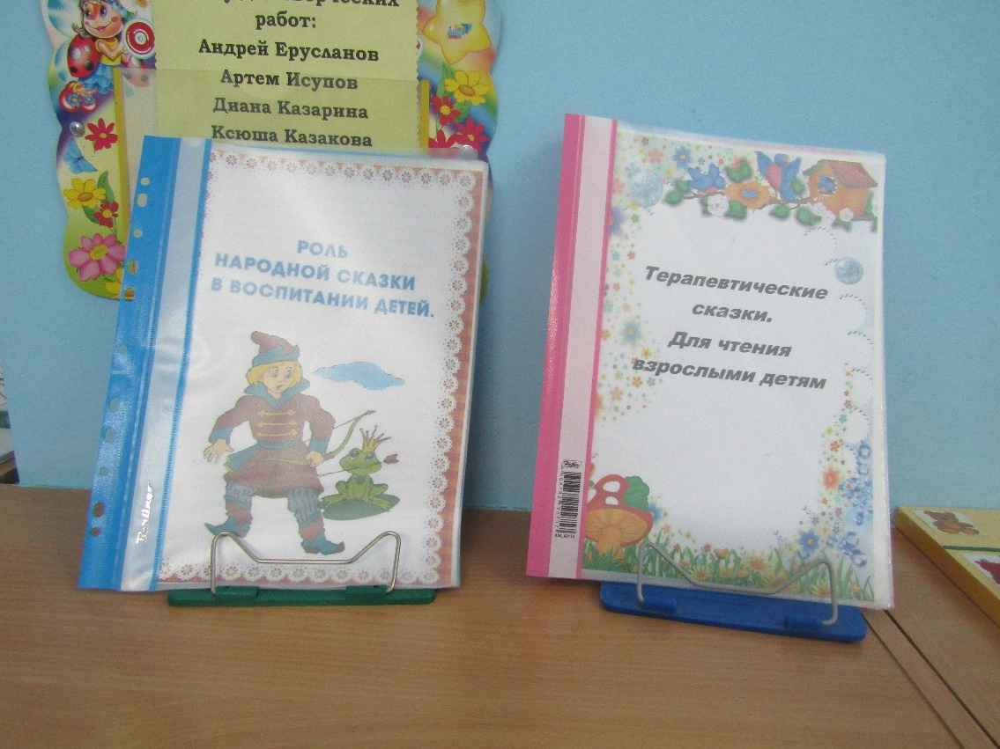 работ:
Андрей Ерусланов
Артем Исупов
Диана Казарина
Ксюша Казакова
РОЛЬ
НАРОДНОЙ СКАЗКИ
В ВОСПИТАНИИ ДЕТЕЙ.
Терапевтические
сказки.
Для чтения
взрослыми детям